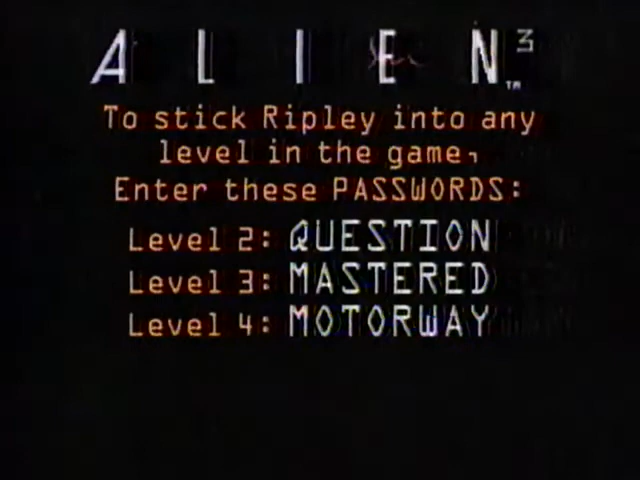 ALIEN³™
To stick Ripley into any
level in the game,
Enter these PASSWORDS:
Level 2: QUESTION
Level 3: MASTERED
Level 4: MOTORWAY